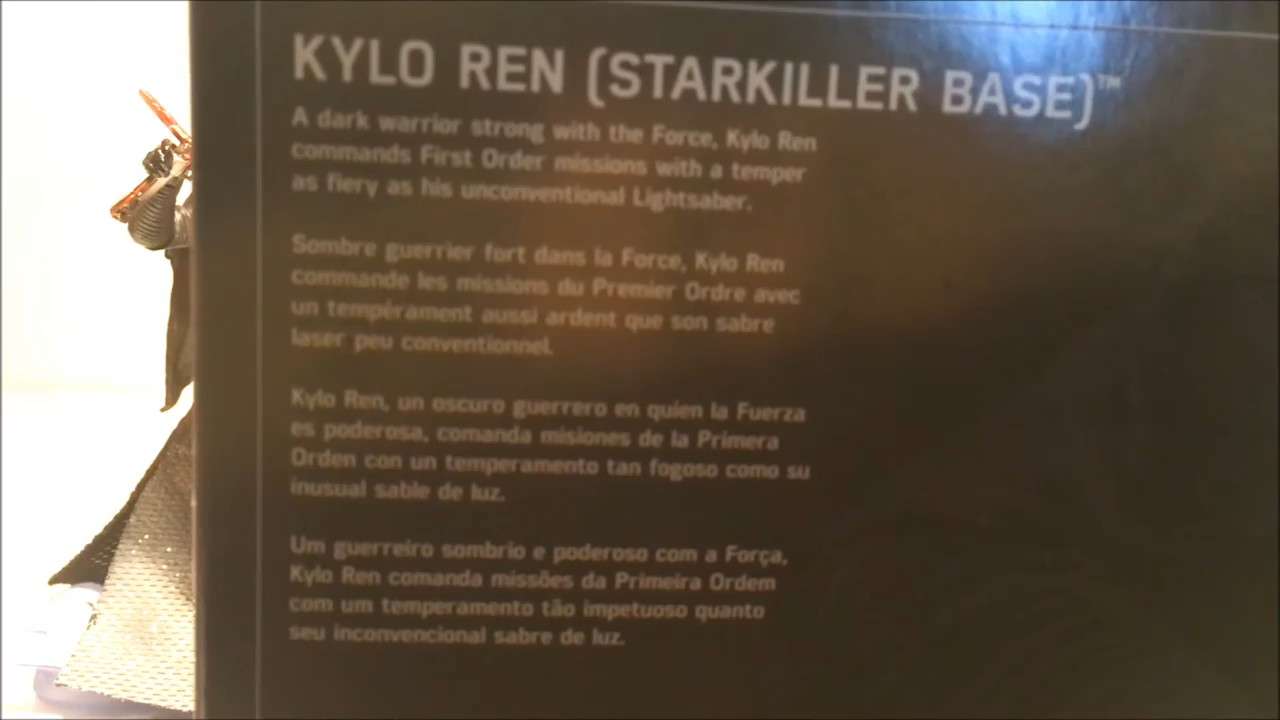 KYLO REN (STARKILLER BASE)™
A dark warrior strong with the Force, Kylo Ren
commands First Order missions with a temper
as fiery as his unconventional Lightsaber.
Sombre guerrier fort dans la Force, Kylo Ren
commande les missions du Premier Ordre avec
un tempérament aussi ardent que son sabre
laser peu conventionnel.
Kylo Ren, un oscuro guerrero en quien la Fuerza
es poderosa, comanda misiones de la Primera
Orden con un temperamento tan fogoso como su
inusual sable de luz.
Um guerreiro sombrio e poderoso com a Força,
Kylo Ren comanda missões da Primeira Ordem
com um temperamento tão impetuoso quanto
seu inconvencional sabre de luz.